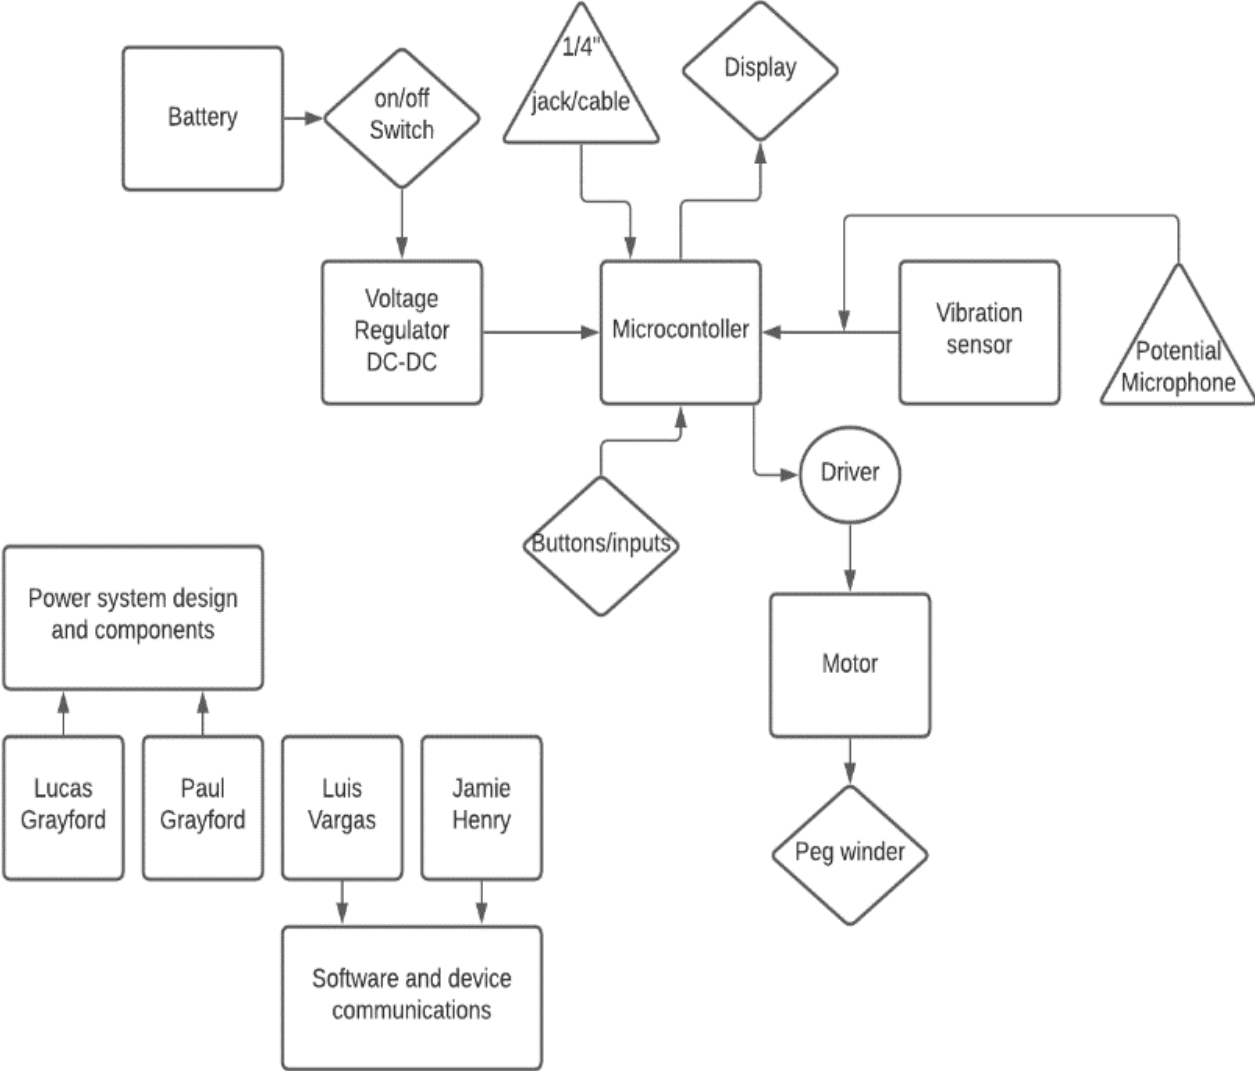 1/4"
jack/cable
Display
Battery
on/off
Switch
Voltage
Regulator
DC-DC
Microcontoller
Vibration
sensor
Potential
Microphone
Driver
Buttons/inputs
Motor
Peg winder
Power system design
and components
Lucas
Grayford
Paul
Grayford
Luis
Vargas
Jamie
Henry
Software and device
communications